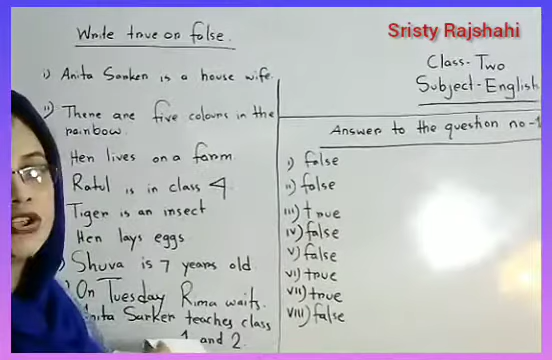 Sristy Rajshahi
Write true or false.
Class-Two
Subject-English
i) Anita Sarker is a house wife.
ii) There are five colours in the
rainbow.
Hen lives on a farm
Ratul is in class 4
Tiger is an insect
Hen lays eggs
) Shuva is 7 years old
) On Tuesday Rima waits.
Anita Sarker teaches class
1 and 2
Answer to the question no-1
i) false
ii) false
iii) true
iv) false
v) false
vi) true
vii) true
viii) false